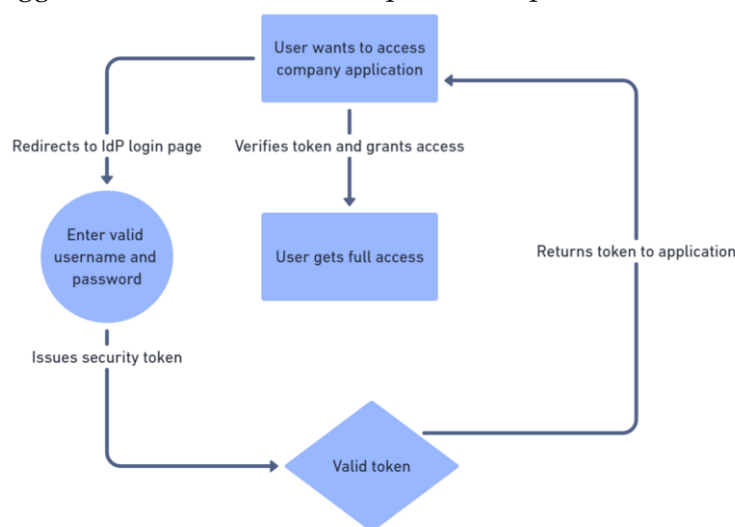 User wants to access
company application
Redirects to IdP login page
Verifies token and grants access
Enter valid
username and
password
User gets full access
Returns token to application
Issues security token
Valid token